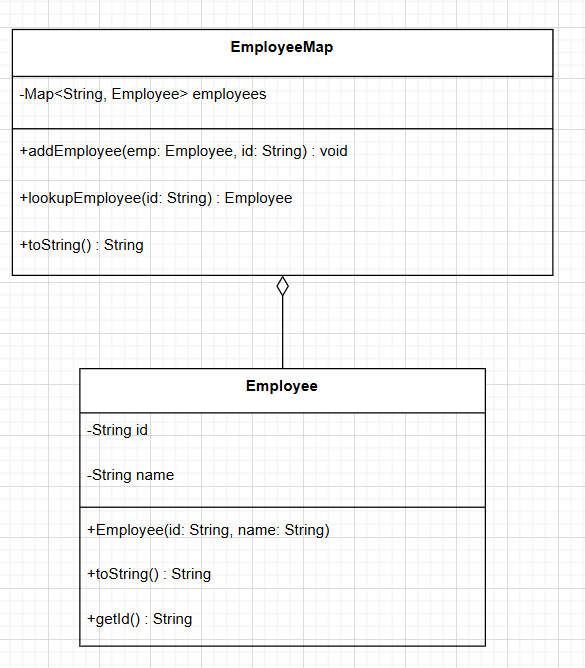 EmployeeMap
-Map<String, Employee> employees
+addEmployee(emp: Employee, id: String) : void
+lookupEmployee(id: String) : Employee
+toString() : String
Employee
-String id
-String name
+Employee(id: String, name: String)
+toString() : String
+getId() : String